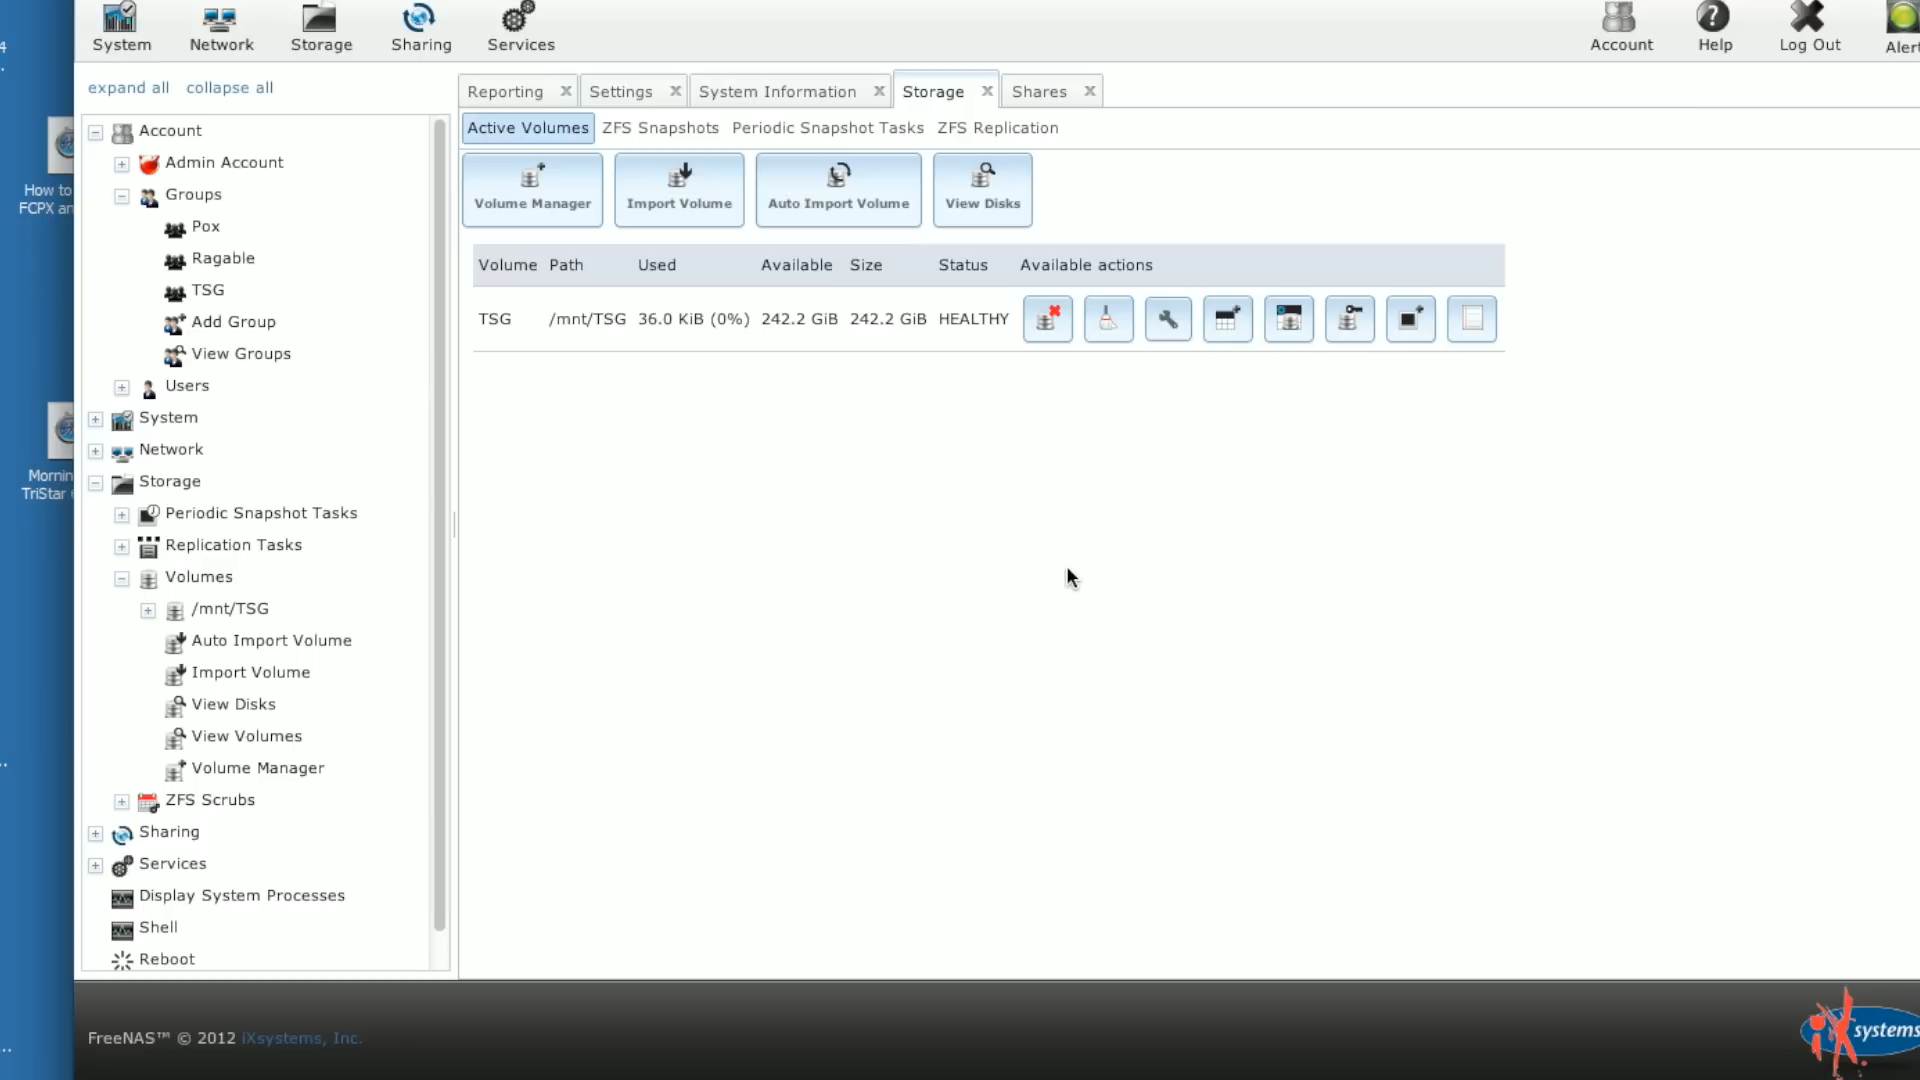 System Network Storage Sharing Services Account Help Log Out Alert
expand all collapse all
Reporting Settings System Information Storage Shares
Active Volumes ZFS Snapshots Periodic Snapshot Tasks ZFS Replication
Volume Manager Import Volume Auto Import Volume View Disks
Volume Path Used Available Size Status Available actions
TSG /mnt/TSG 36.0 KiB (0%) 242.2 GiB 242.2 GiB HEALTHY
Account
Admin Account
Groups
Pox
Ragable
TSG
Add Group
View Groups
Users
System
Network
Storage
Periodic Snapshot Tasks
Replication Tasks
Volumes
/mnt/TSG
Auto Import Volume
Import Volume
View Disks
View Volumes
Volume Manager
ZFS Scrubs
Sharing
Services
Display System Processes
Shell
Reboot
4
How to
FCPX an
Mornin
TriStar
FreeNAS™ © 2012 iXsystems, Inc.
iXsystems